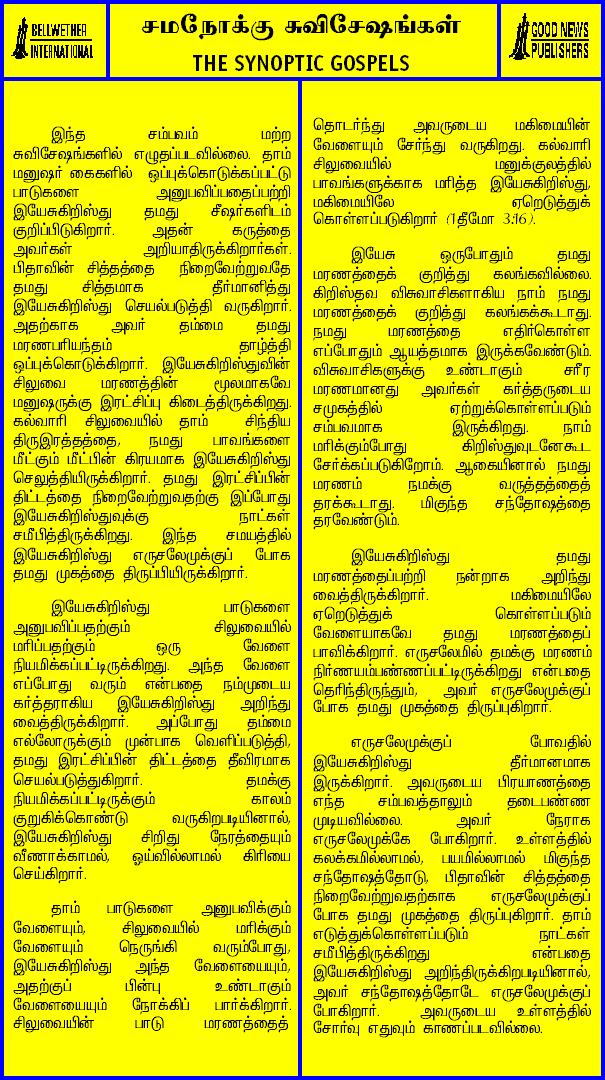 BELLWETHER
INTERNATIONAL
சமநோக்கு சுவிசேஷங்கள்
THE SYNOPTIC GOSPELS
GOOD NEWS
PUBLISHERS
இந்த சம்பவம் மற்ற
சுவிசேஷங்களில் எழுதப்படவில்லை. தாம்
மனுஷர் கைகளில் ஒப்புக்கொடுக்கப்பட்டு
பாடுகளை அனுபவிப்பதைப்பற்றி
இயேசுகிறிஸ்து தமது சீஷர்களிடம்
குறிப்பிடுகிறார். அதன் கருத்தை
அவர்கள் அறியாதிருக்கிறார்கள்.
பிதாவின் சித்தத்தை நிறைவேற்றுவதே
தமது சித்தமாக தீர்மானித்து
இயேசுகிறிஸ்து செயல்படுத்தி வருகிறார்.
அதற்காக அவர் தம்மை தமது
மரணபரியந்தம் தாழ்த்தி
ஒப்புக்கொடுக்கிறார். இயேசுகிறிஸ்துவின்
சிலுவை மரணத்தின் மூலமாகவே
மனுஷருக்கு இரட்சிப்பு கிடைத்திருக்கிறது.
கல்வாரி சிலுவையில் தாம் சிந்திய
திருஇரத்தத்தை, நமது பாவங்களை
மீட்கும் மீட்பின் கிரயமாக இயேசுகிறிஸ்து
செலுத்தியிருக்கிறார். தமது இரட்சிப்பின்
திட்டத்தை நிறைவேற்றுவதற்கு இப்போது
இயேசுகிறிஸ்துவுக்கு நாட்கள்
சமீபித்திருக்கிறது. இந்த சமயத்தில்
இயேசுகிறிஸ்து எருசலேமுக்குப் போக
தமது முகத்தை திருப்பியிருக்கிறார்.
இயேசுகிறிஸ்து பாடுகளை
அனுபவிப்பதற்கும் சிலுவையில்
மரிப்பதற்கும் ஒரு வேளை
நியமிக்கப்பட்டிருக்கிறது. அந்த வேளை
எப்போது வரும் என்பதை நம்முடைய
கர்த்தராகிய இயேசுகிறிஸ்து அறிந்து
வைத்திருக்கிறார். அப்போது தம்மை
எல்லோருக்கும் முன்பாக வெளிப்படுத்தி,
தமது இரட்சிப்பின் திட்டத்தை தீவிரமாக
செயல்படுத்துகிறார். தமக்கு
நியமிக்கப்பட்டிருக்கும் காலம்
குறுகிக்கொண்டு வருகிறபடியினால்,
இயேசுகிறிஸ்து சிறிது நேரத்தையும்
வீணாக்காமல், ஓய்வில்லாமல் கிரியை
செய்கிறார்.
தாம் பாடுகளை அனுபவிக்கும்
வேளையும், சிலுவையில் மரிக்கும்
வேளையும் நெருங்கி வரும்போது,
இயேசுகிறிஸ்து அந்த வேளையையும்,
அதற்குப் பின்பு உண்டாகும்
வேளையையும் நோக்கிப் பார்க்கிறார்.
சிலுவையின் பாடு மரணத்தைத்
தொடர்ந்து அவருடைய மகிமையின்
வேளையும் சேர்ந்து வருகிறது. கல்வாரி
சிலுவையில் மனுக்குலத்தில்
பாவங்களுக்காக மரித்த இயேசுகிறிஸ்து,
மகிமையிலே ஏறெடுத்துக்
கொள்ளப்படுகிறார் (1தீமோ 3:16).
இயேசு ஒருபோதும் தமது
மரணத்தைக் குறித்து கலங்கவில்லை.
கிறிஸ்தவ விசுவாசிகளாகிய நாம் நமது
மரணத்தைக் குறித்து கலங்கக்கூடாது.
நமது மரணத்தை எதிர்கொள்ள
எப்போதும் ஆயத்தமாக இருக்கவேண்டும்.
விசுவாசிகளுக்கு உண்டாகும் சரீர
மரணமானது அவர்கள் கர்த்தருடைய
சமுகத்தில் ஏற்றுக்கொள்ளப்படும்
சம்பவமாக இருக்கிறது. நாம்
மரிக்கும்போது கிறிஸ்துவுடனேகூட
சேர்க்கப்படுகிறோம். ஆகையினால் நமது
மரணம் நமக்கு வருத்தத்தைத்
தரக்கூடாது. மிகுந்த சந்தோஷத்தை
தரவேண்டும்.
இயேசுகிறிஸ்து தமது
மரணத்தைப்பற்றி நன்றாக அறிந்து
வைத்திருக்கிறார். மகிமையிலே
ஏறெடுத்துக் கொள்ளப்படும்
வேளையாகவே தமது மரணத்தைப்
பாவிக்கிறார். எருசலேமில் தமக்கு மரணம்
நிர்ணயம்பண்ணப்பட்டிருக்கிறது என்பதை
தெரிந்திருந்தும், அவர் எருசலேமுக்குப்
போக தமது முகத்தை திருப்புகிறார்.
எருசலேமுக்குப் போவதில்
இயேசுகிறிஸ்து தீர்மானமாக
இருக்கிறார். அவருடைய பிரயாணத்தை
எந்த சம்பவத்தாலும் தடைபண்ண
முடியவில்லை. அவர் நேராக
எருசலேமுக்கே போகிறார். உள்ளத்தில்
கலக்கமில்லாமல், பயமில்லாமல் மிகுந்த
சந்தோஷத்தோடு, பிதாவின் சித்தத்தை
நிறைவேற்றுவதற்காக எருசலேமுக்குப்
போக தமது முகத்தை திருப்புகிறார். தாம்
எடுத்துக்கொள்ளப்படும் நாட்கள்
சமீபித்திருக்கிறது என்பதை
இயேசுகிறிஸ்து அறிந்திருக்கிறபடியினால்,
அவர் சந்தோஷத்தோடே எருசலேமுக்குப்
போகிறார். அவருடைய உள்ளத்தில்
சோர்வு எதுவும் காணப்படவில்லை.